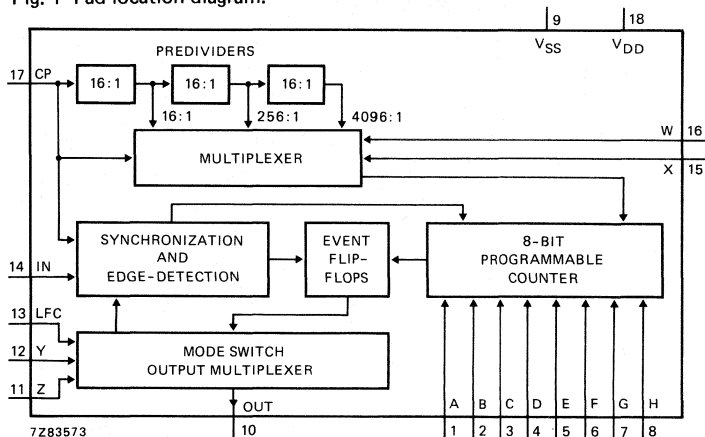 Fig. 1 Pad location diagram.
9 18
VSS VDD
PREDIVIDERS
17 CP 16:1 16:1 16:1
16:1 256:1 4096:1
W 16
MULTIPLEXER
X 15
SYNCHRONIZATION
AND
EDGE-DETECTION
EVENT
FLIP-
FLOPS
8-BIT
PROGRAMMABLE
COUNTER
14 IN
13 LFC
12 Y
11 Z
MODE SWITCH
OUTPUT MULTIPLEXER
OUT
10
A B C D E F G H
1 2 3 4 5 6 7 8
7Z83573